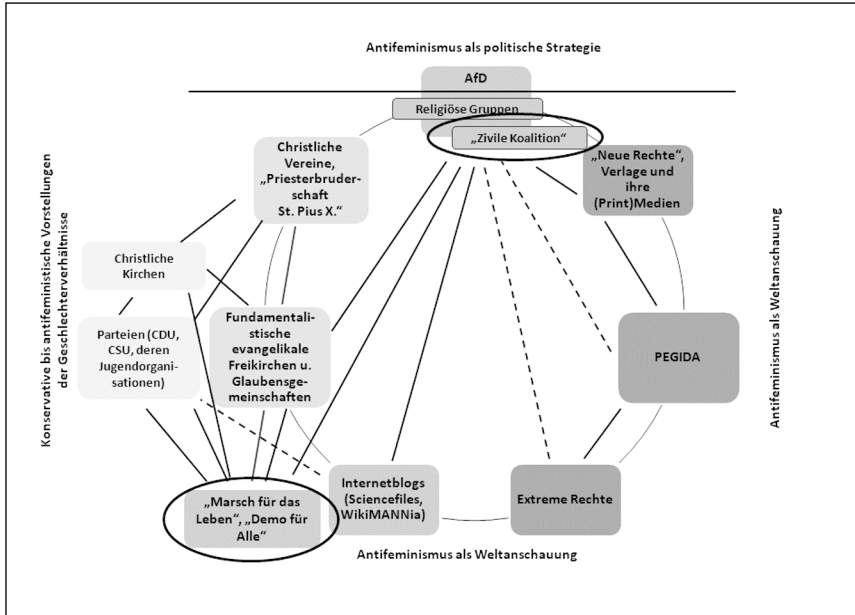 Antifeminismus als politische Strategie
AfD
Religiöse Gruppen
„Zivile Koalition“
Christliche
Vereine,
„Priesterbruder-
schaft
St. Pius X.“
„Neue Rechte“,
Verlage und
ihre
(Print)Medien
Christliche
Kirchen
Parteien (CDU,
CSU, deren
Jugendorgani-
sationen)
Fundamentali-
stische
evangelikale
Freikirchen u.
Glaubensge-
meinschaften
PEGIDA
Internetblogs
(Sciencefiles,
WikiMANNia)
Extreme Rechte
„Marsch für das
Leben“, „Demo für
Alle“
Antifeminismus als Weltanschauung
Konservative bis antifeministische Vorstellungen
der Geschlechterverhältnisse
Antifeminismus als Weltanschauung